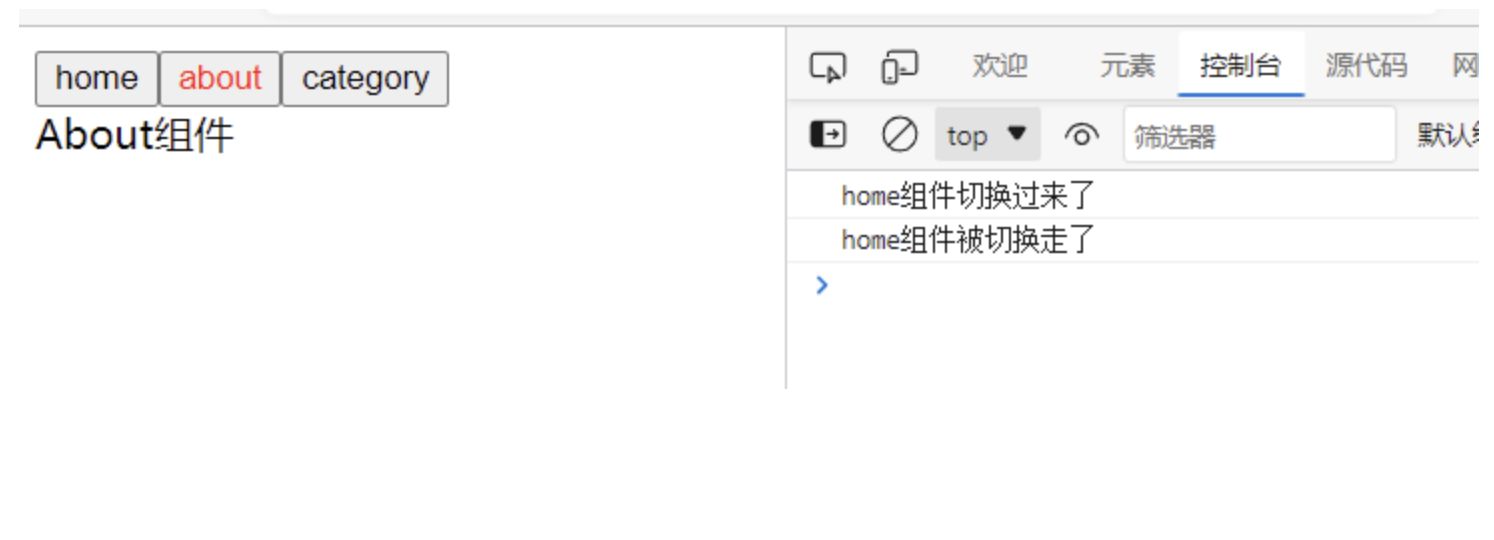 home about category
About组件
欢迎 元素 控制台 源代码 网
top 筛选器 默认
home组件切换过来了
home组件被切换走了